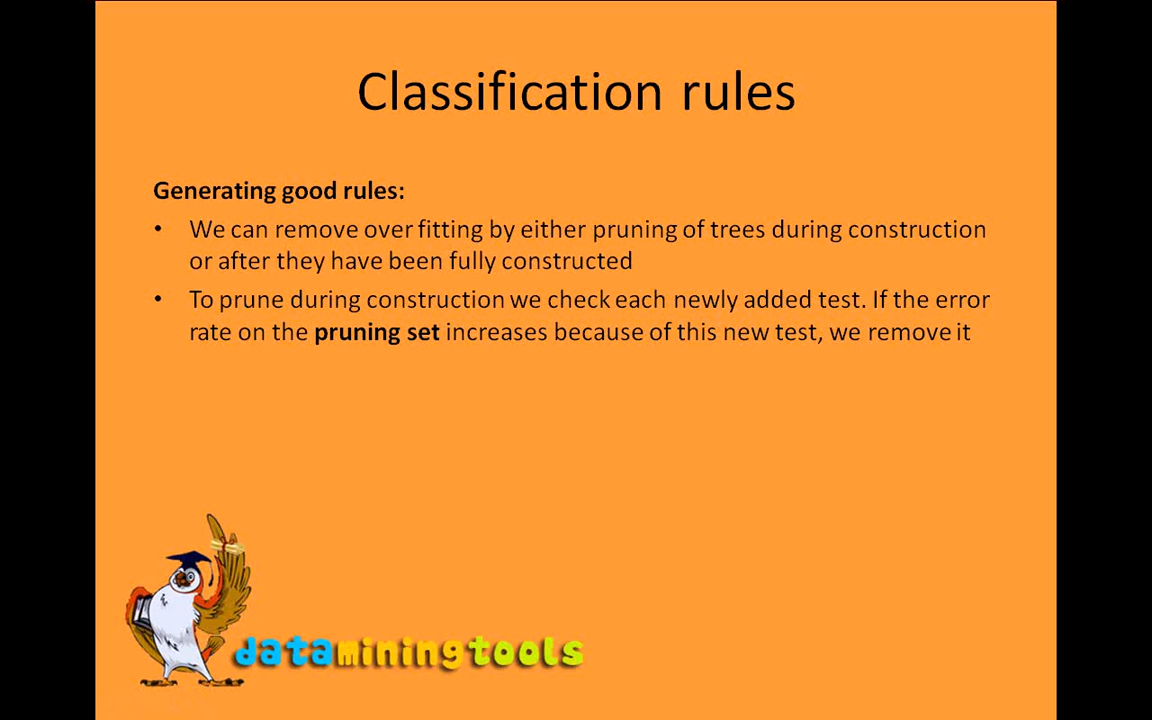 Classification rules
Generating good rules:
• We can remove over fitting by either pruning of trees during construction
or after they have been fully constructed
• To prune during construction we check each newly added test. If the error
rate on the pruning set increases because of this new test, we remove it
dataminingtools